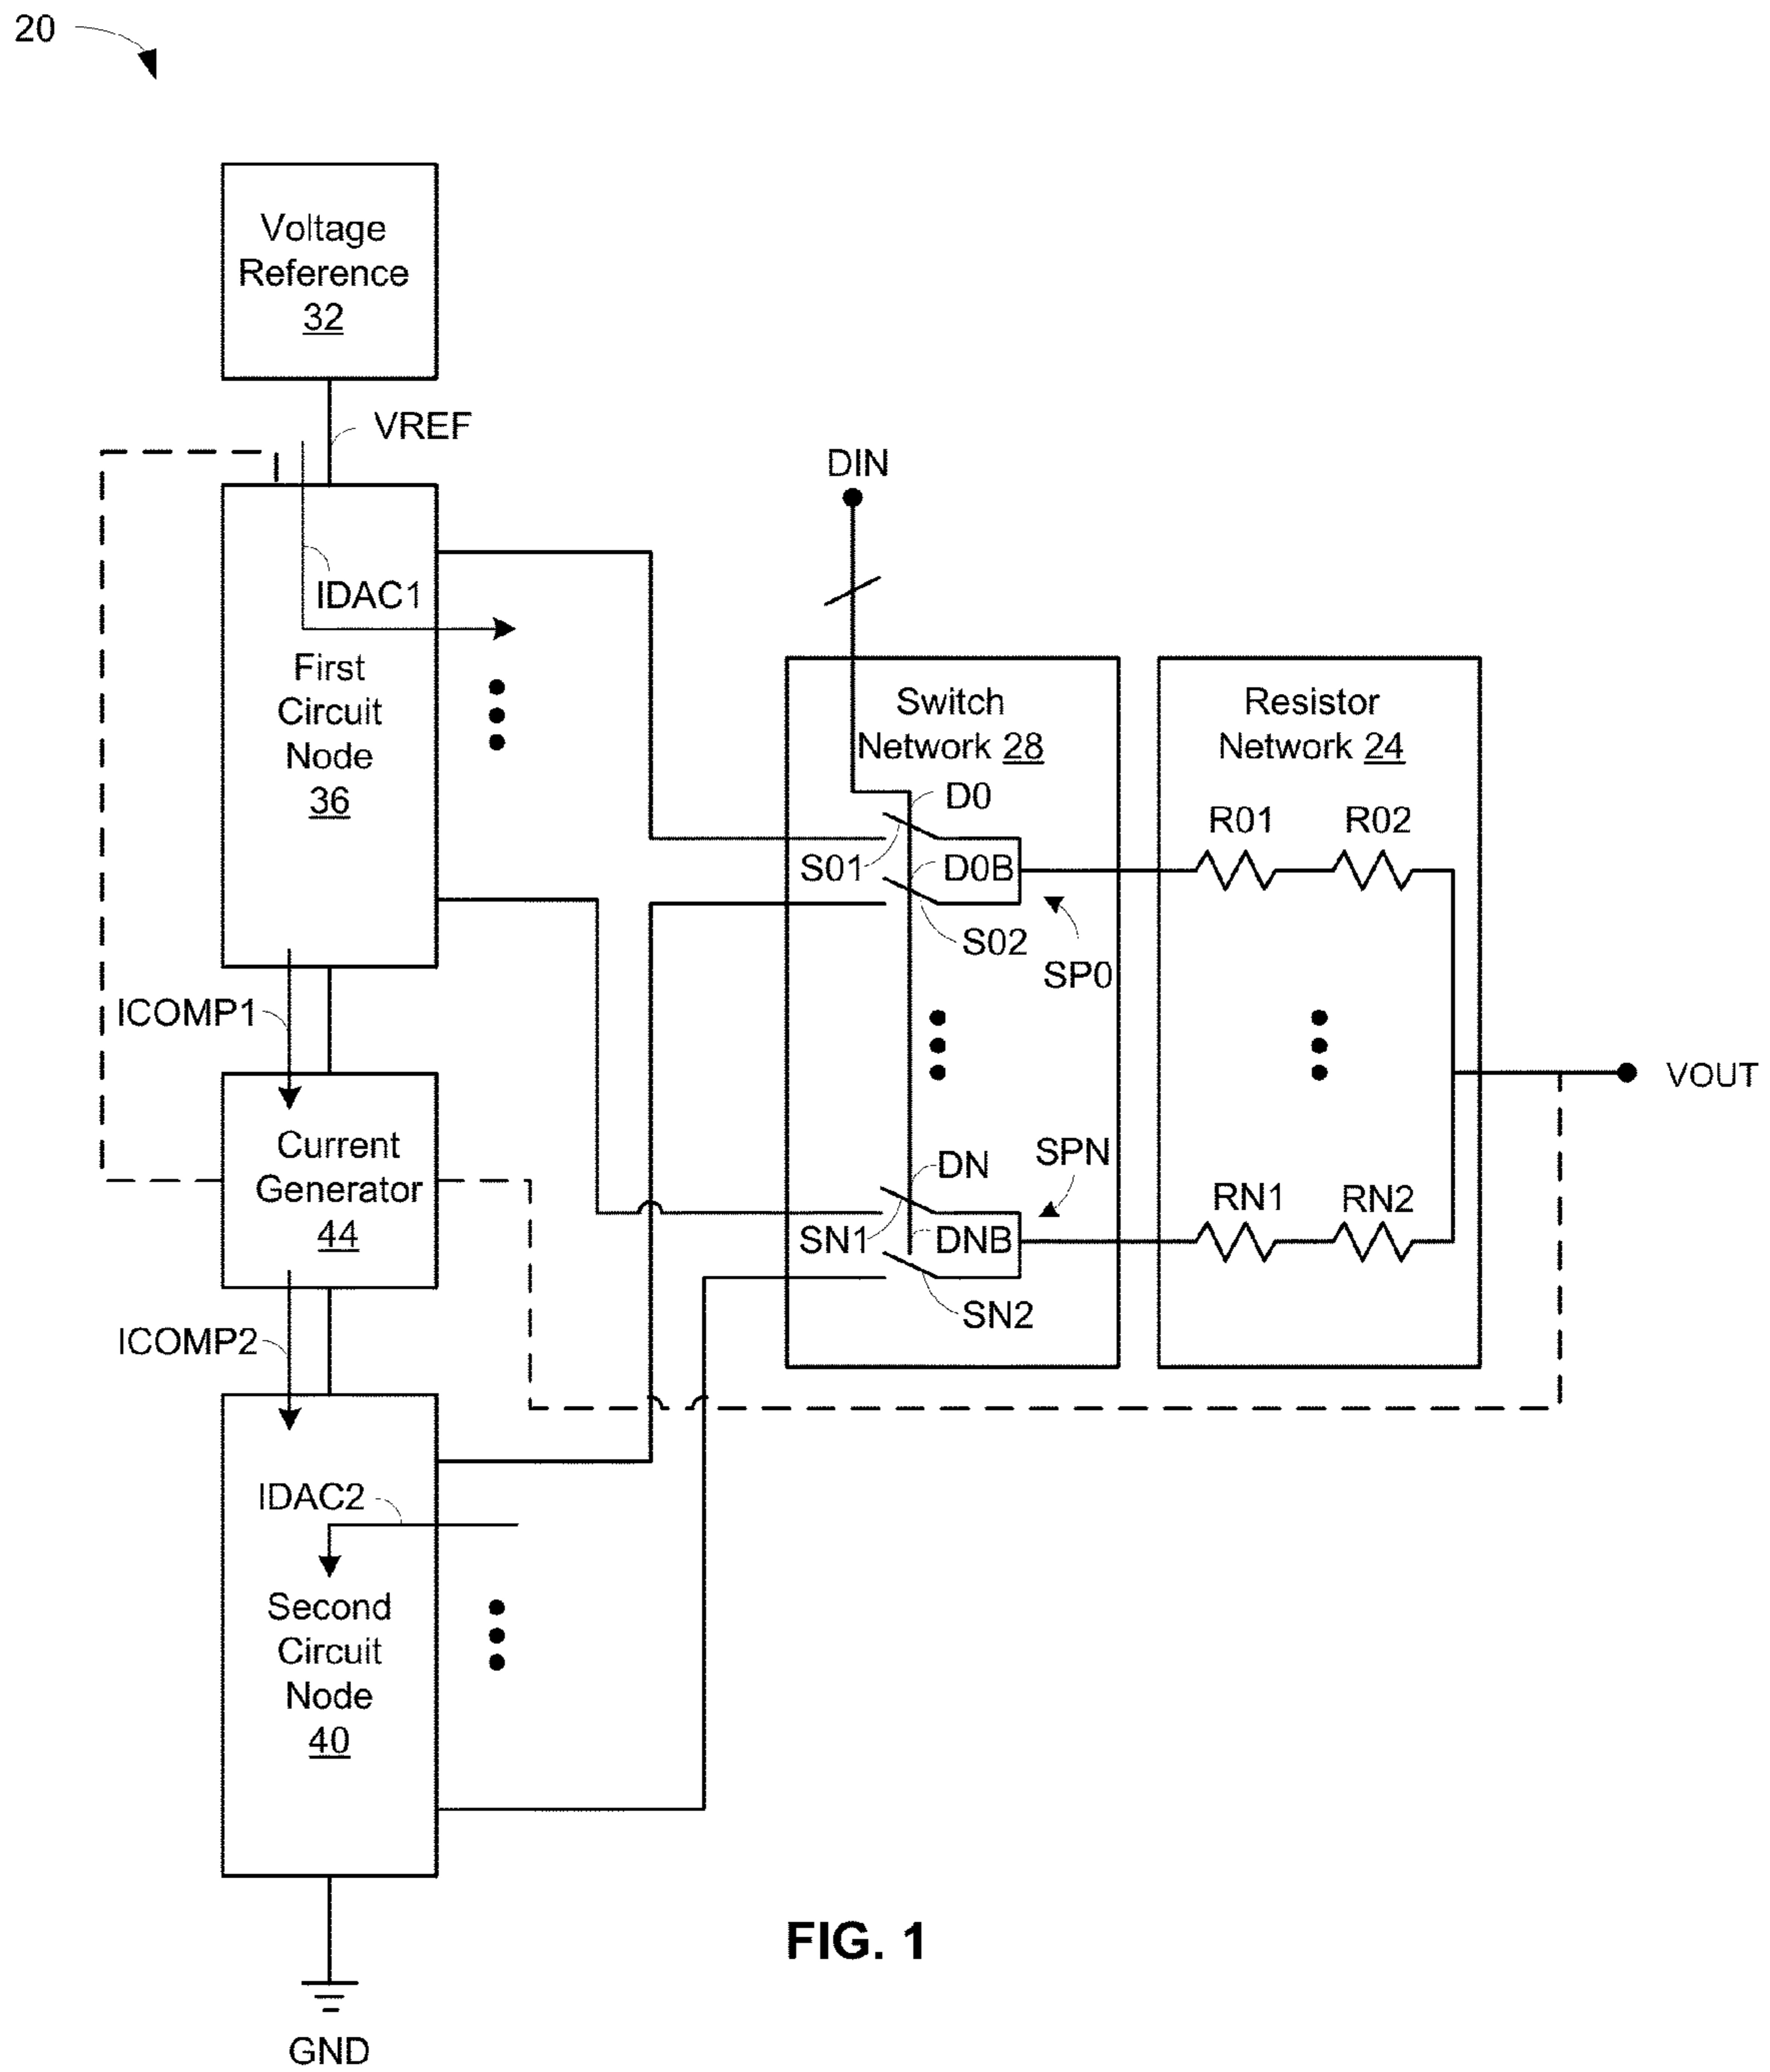 20
Voltage
Reference
32
VREF
DIN
IDAC1
First
Circuit
Node
36
Switch
Network 28
Resistor
Network 24
D0
R01 R02
S01
D0B
S02
SP0
ICOMP1
VOUT
Current
Generator
44
DN
SPN
RN1 RN2
SN1
DNB
SN2
ICOMP2
IDAC2
Second
Circuit
Node
40
FIG. 1
GND